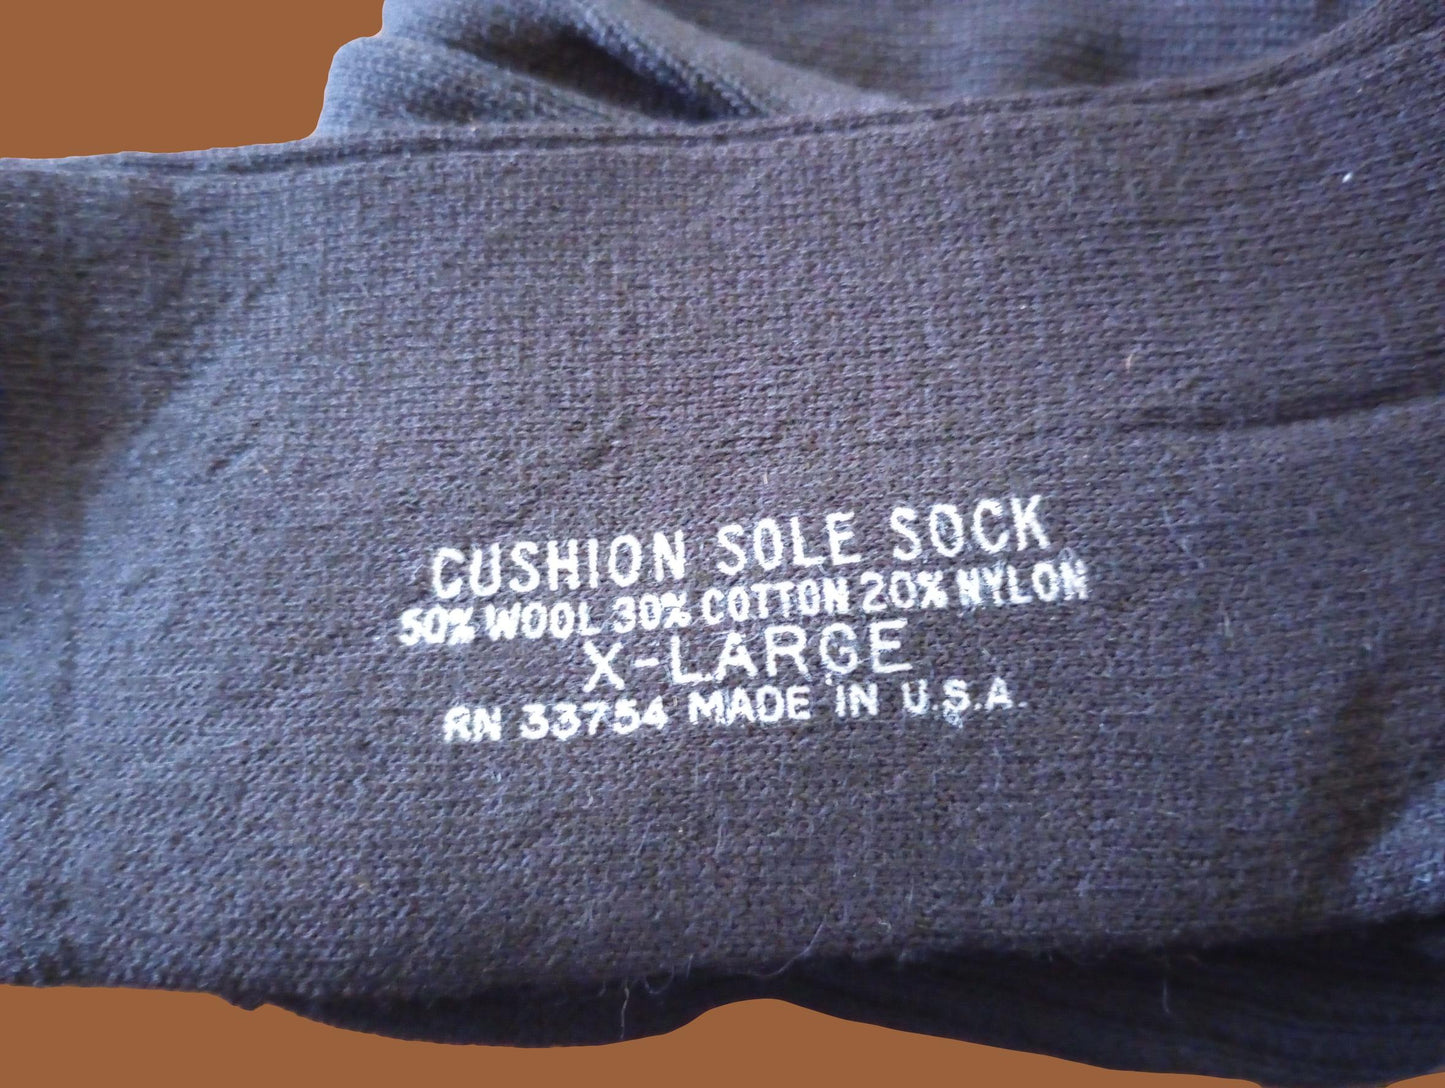 CUSHION SOLE SOCK
50% WOOL 30% COTTON 20% NYLON
X-LARGE
RN 33754 MADE IN U.S.A.